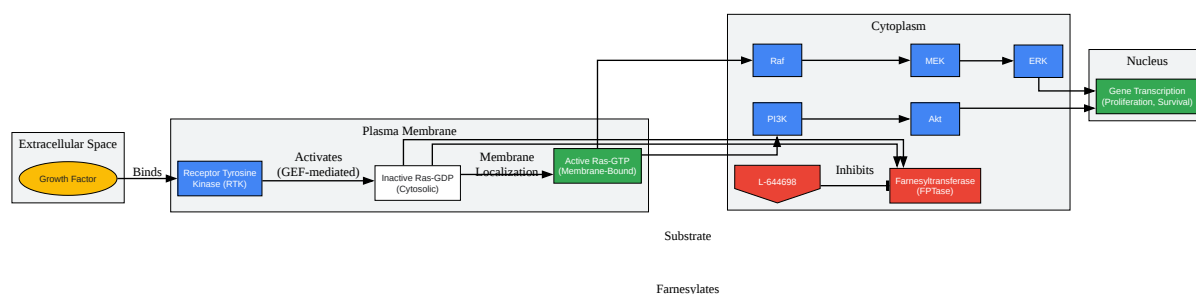 Extracellular Space
Growth Factor
Binds
Plasma Membrane
Receptor Tyrosine
Kinase (RTK)
Activates
(GEF-mediated)
Inactive Ras-GDP
(Cytosolic)
Membrane
Localization
Active Ras-GTP
(Membrane-Bound)
Cytoplasm
Raf
MEK
ERK
PI3K
Akt
L-644698
Inhibits
Farnesyltransferase
(FPTase)
Nucleus
Gene Transcription
(Proliferation, Survival)
Substrate
Farnesylates